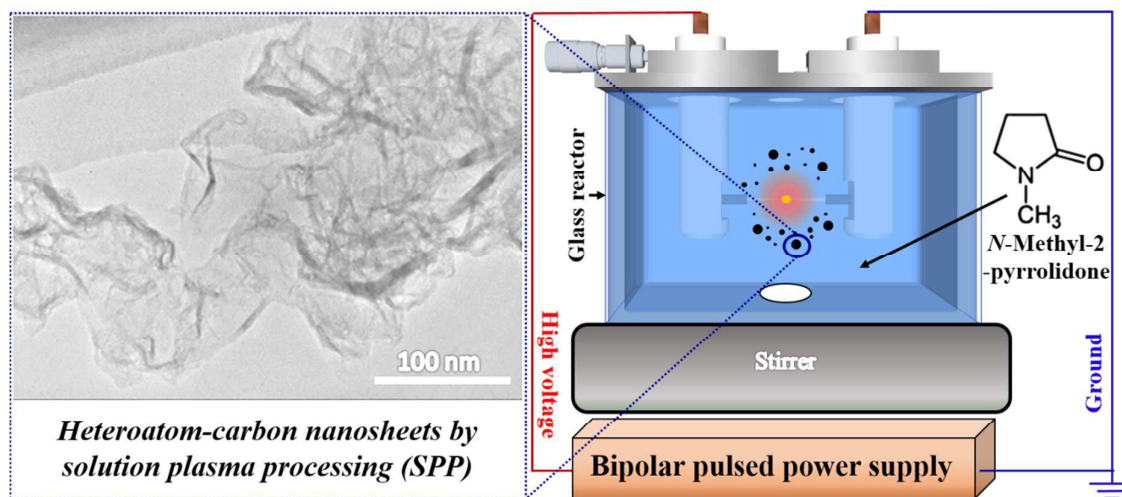 100 nm
Heteroatom-carbon nanosheets by
solution plasma processing (SPP)
High voltage
Glass reactor
N
O
CH3
N-Methyl-2
-pyrrolidone
Stirrer
Bipolar pulsed power supply
Ground